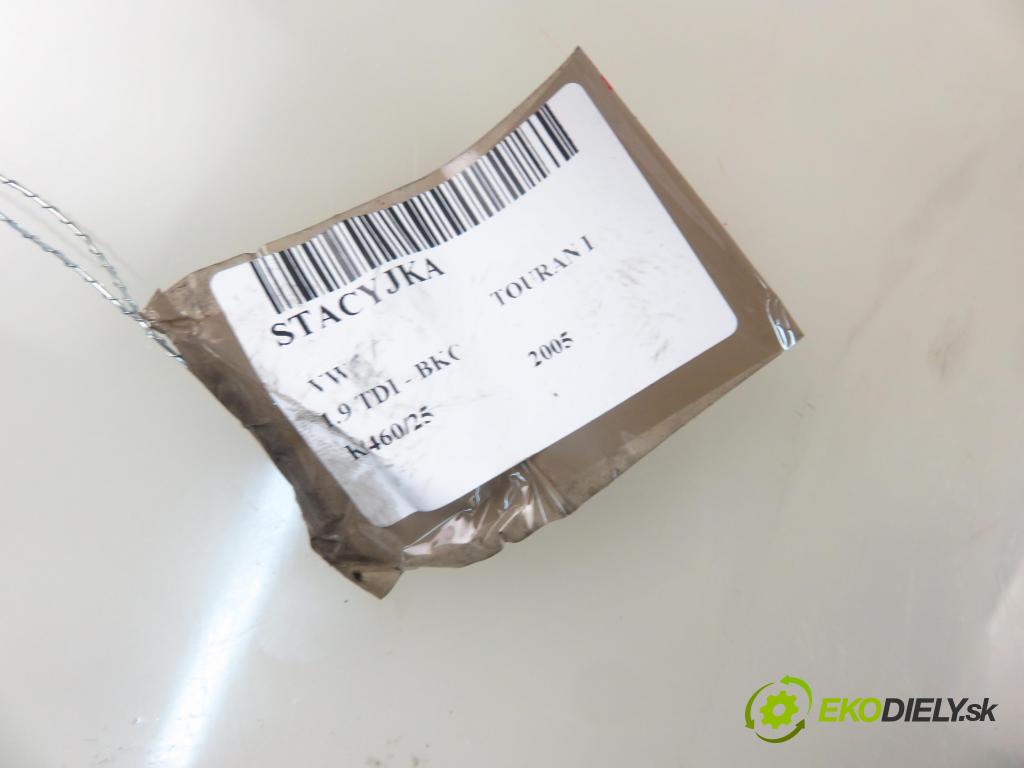 STACYJKA
VW TOURAN I
1.9 TDI - BKC 2005
K460/25
EKODIELY.sk